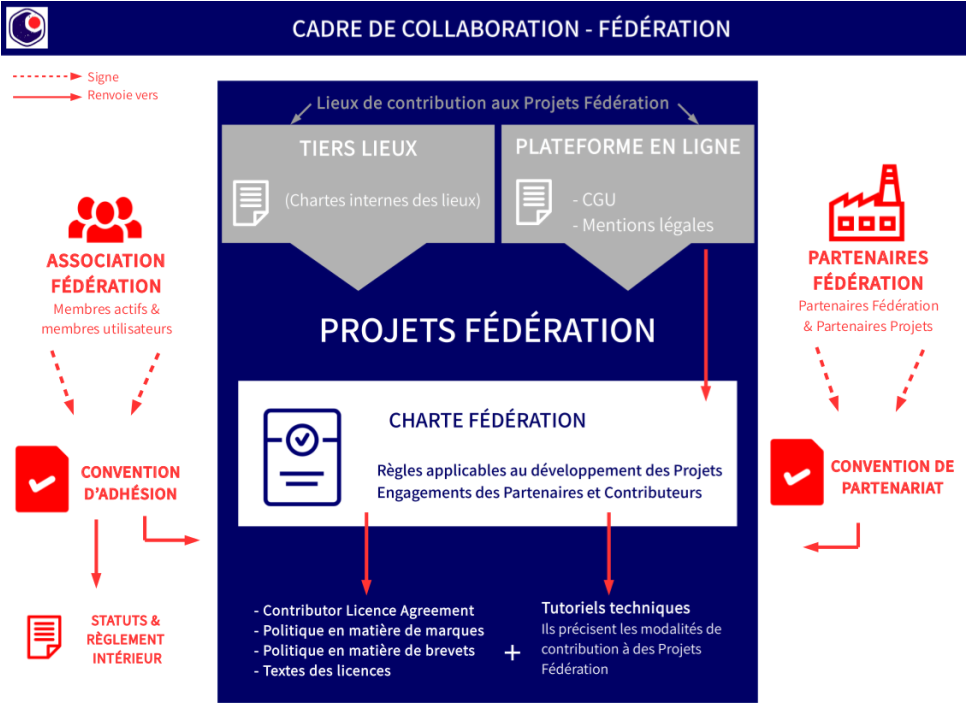 CADRE DE COLLABORATION - FÉDÉRATION
Signe
Renvoie vers
Lieux de contribution aux Projets Fédération
TIERS LIEUX
(Chartes internes des lieux)
PLATEFORME EN LIGNE
- CGU
- Mentions légales
ASSOCIATION
FÉDÉRATION
Membres actifs &
membres utilisateurs
PARTENAIRES
FÉDÉRATION
Partenaires Fédération
& Partenaires Projets
PROJETS FÉDÉRATION
CHARTE FÉDÉRATION
Règles applicables au développement des Projets
Engagements des Partenaires et Contributeurs
CONVENTION
D'ADHÉSION
CONVENTION DE
PARTENARIAT
STATUTS &
RÈGLEMENT
INTÉRIEUR
- Contributor Licence Agreement
- Politique en matière de marques
- Politique en matière de brevets
- Textes des licences
+
Tutoriels techniques
Ils précisent les modalités de
contribution à des Projets
Fédération